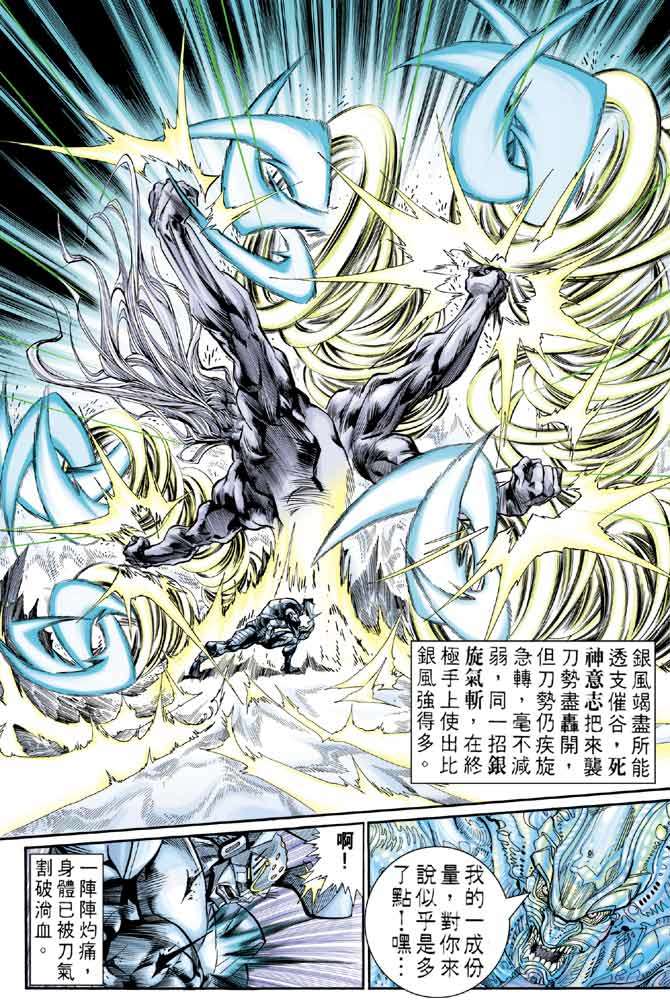 銀風竭盡所能
透支催谷，死
神意志把來襲
刀勢盡轟開，
但刀勢仍疾旋
急轉，毫不減
弱，同一招銀
旋氣斬，在終
極手上使出比
銀風強得多。
我的一成份
量，對你來
說似乎是多
了點！嘿…
啊！
一陣陣灼痛，
身體已被刀氣
割破淌血。